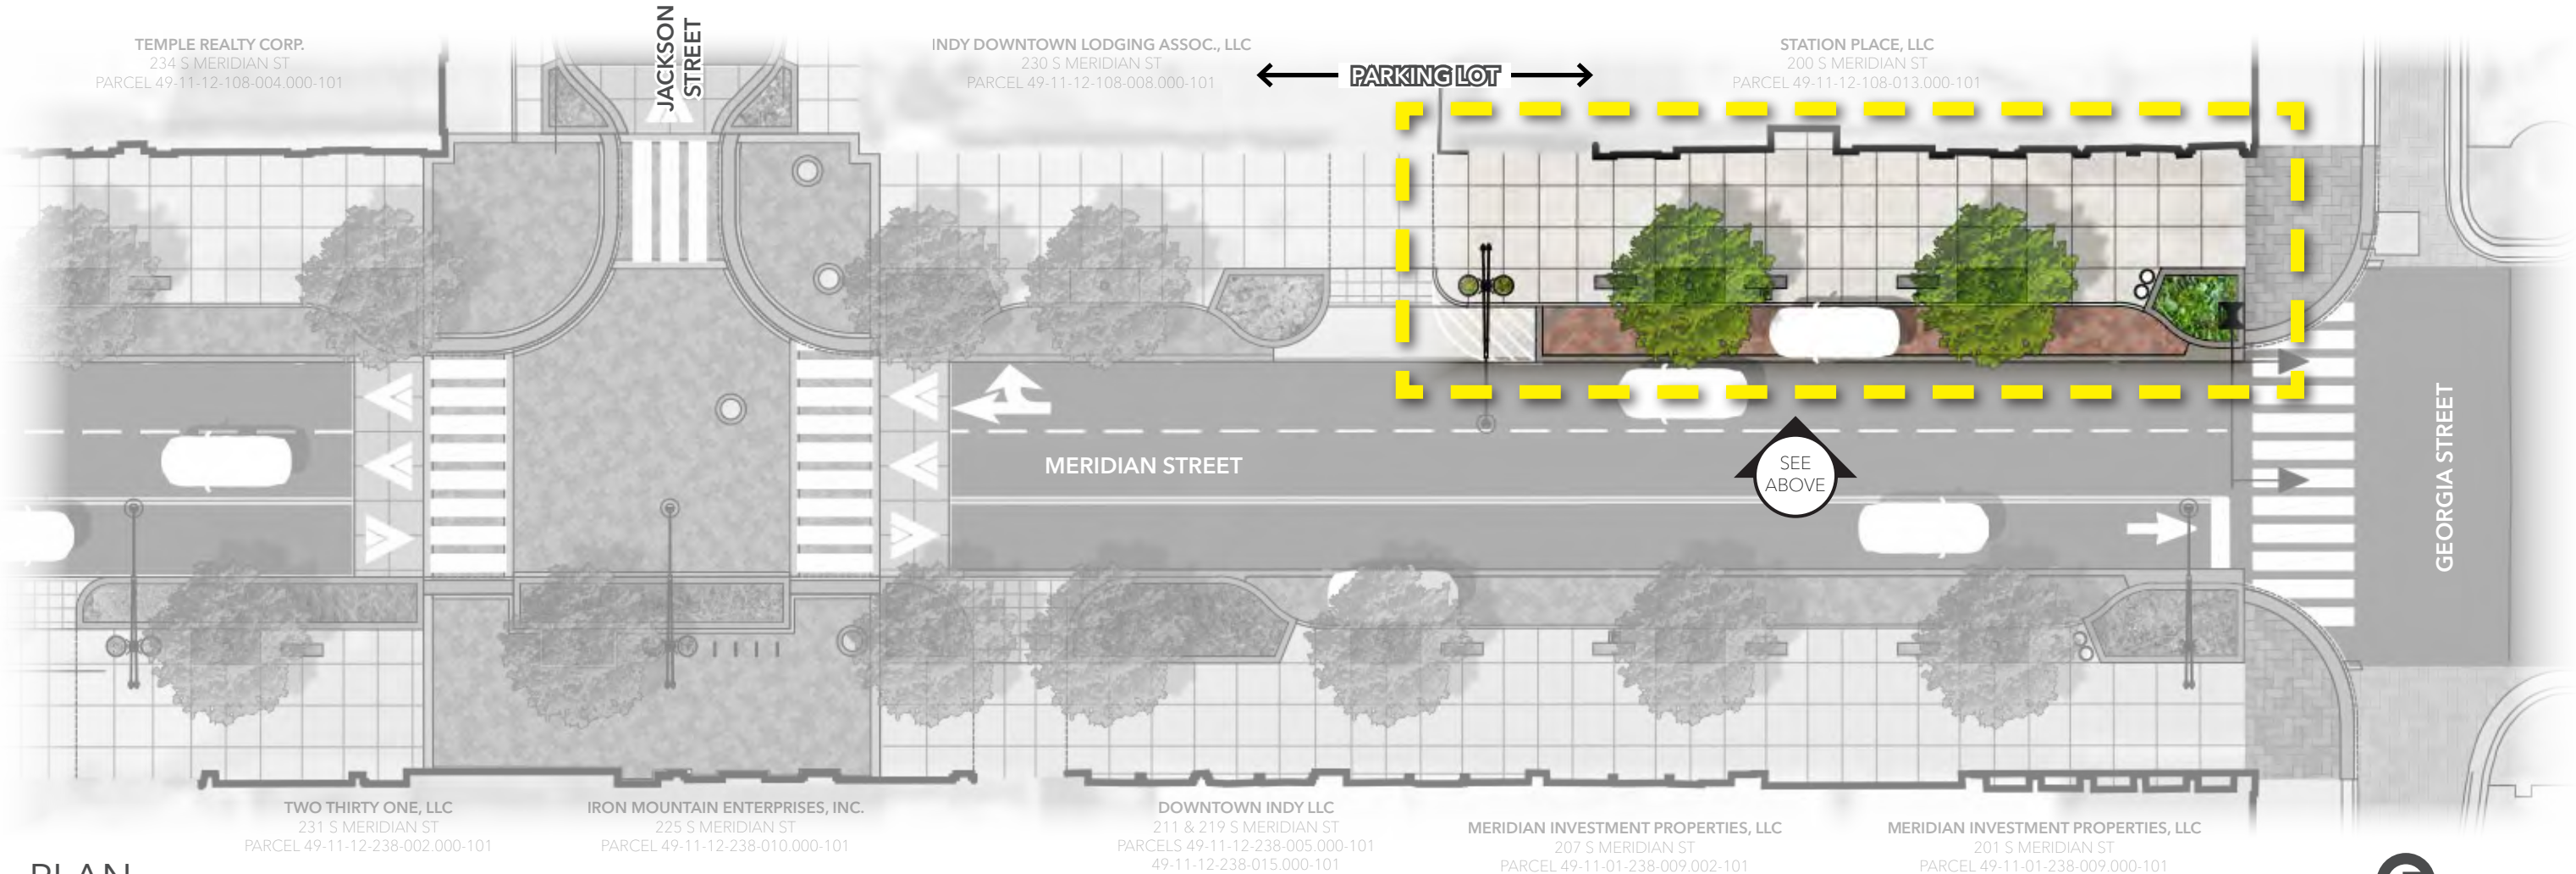 JACKSON
STREET
TEMPLE REALTY CORP.
234 S MERIDIAN ST
PARCEL 49-11-12-108-004.000-101
INDY DOWNTOWN LODGING ASSOC., LLC
230 S MERIDIAN ST
PARCEL 49-11-12-108-008.000-101
PARKING LOT
STATION PLACE, LLC
200 S MERIDIAN ST
PARCEL 49-11-12-108-013.000-101
MERIDIAN STREET
SEE
ABOVE
GEORGIA STREET
TWO THIRTY ONE, LLC
231 S MERIDIAN ST
PARCEL 49-11-12-238-002.000-101
IRON MOUNTAIN ENTERPRISES, INC.
225 S MERIDIAN ST
PARCEL 49-11-12-238-010.000-101
DOWNTOWN INDY LLC
211 & 219 S MERIDIAN ST
PARCELS 49-11-12-238-005.000-101
49-11-12-238-015.000-101
MERIDIAN INVESTMENT PROPERTIES, LLC
207 S MERIDIAN ST
PARCEL 49-11-01-238-009.002-101
MERIDIAN INVESTMENT PROPERTIES, LLC
201 S MERIDIAN ST
PARCEL 49-11-01-238-009.000-101
PLAN